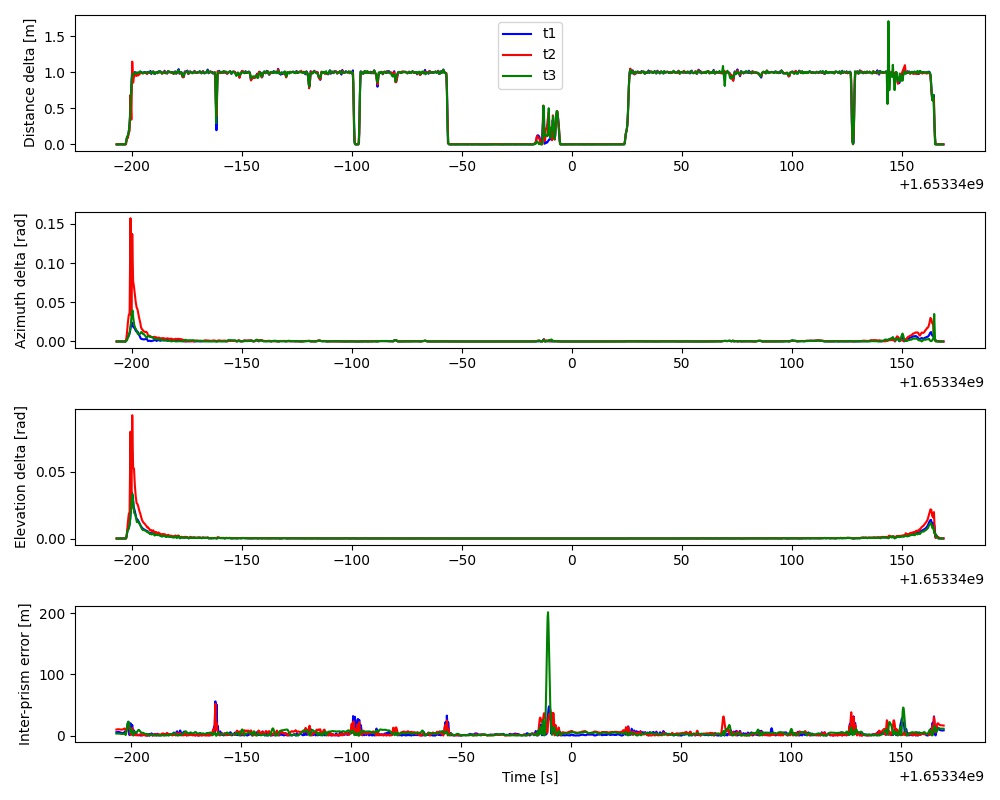 Distance delta [m]
1.5
1.0
0.5
0.0
t1
t2
t3
−200 −150 −100 −50 0 50 100 150
+1.65334e9
Azimuth delta [rad]
0.15
0.10
0.05
0.00
−200 −150 −100 −50 0 50 100 150
+1.65334e9
Elevation delta [rad]
0.05
0.00
−200 −150 −100 −50 0 50 100 150
+1.65334e9
Inter-prism error [m]
200
100
0
−200 −150 −100 −50 0 50 100 150
+1.65334e9
Time [s]